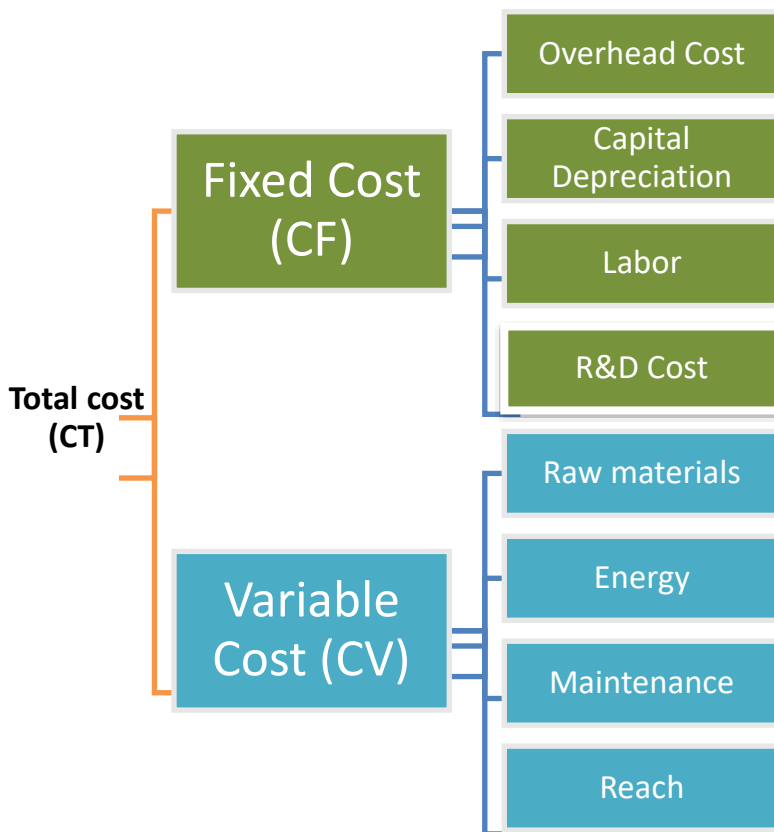 Total cost
(CT)
Fixed Cost
(CF)
Overhead Cost
Capital
Depreciation
Labor
R&D Cost
Variable
Cost (CV)
Raw materials
Energy
Maintenance
Reach